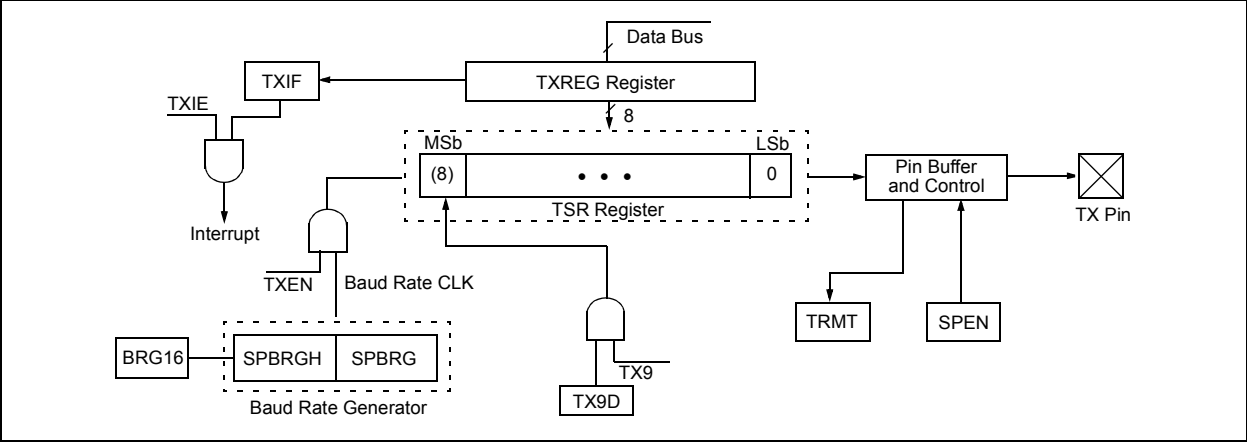 Data Bus
TXIF
TXREG Register
TXIE
8
MSb
LSb
(8)
• • •
0
Pin Buffer
and Control
TSR Register
TX Pin
Interrupt
TXEN
Baud Rate CLK
TRMT
SPEN
BRG16
SPBRGH
SPBRG
TX9
TX9D
Baud Rate Generator